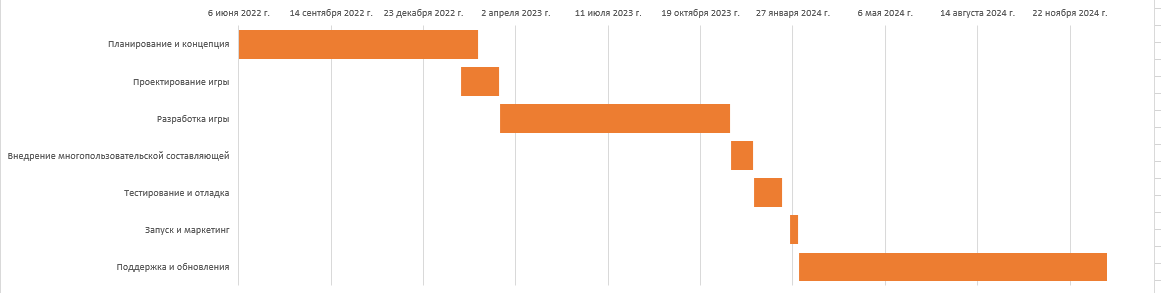 6 июня 2022 г.
14 сентября 2022 г.
23 декабря 2022 г.
2 апреля 2023 г.
11 июля 2023 г.
19 октября 2023 г.
27 января 2024 г.
6 мая 2024 г.
14 августа 2024 г.
22 ноября 2024 г.
Планирование и концепция
Проектирование игры
Разработка игры
Внедрение многопользовательской составляющей
Тестирование и отладка
Запуск и маркетинг
Поддержка и обновления